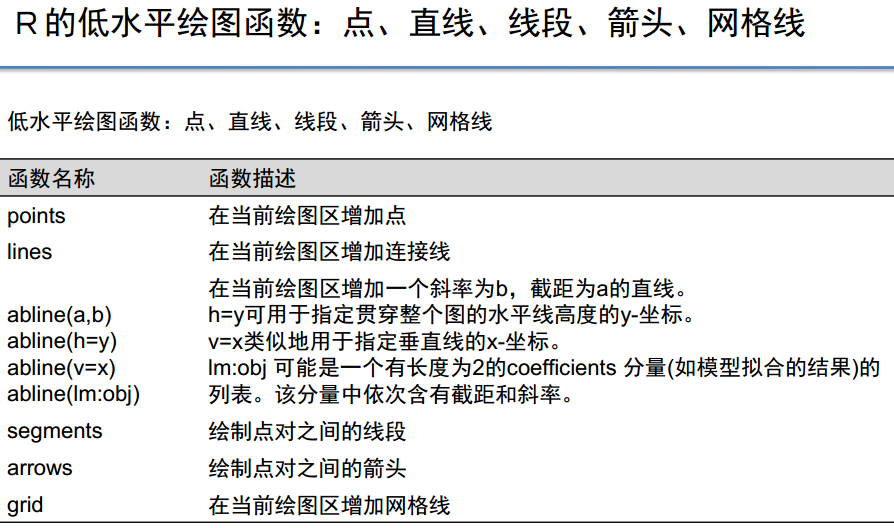 R的低水平绘图函数：点、直线、线段、箭头、网格线
低水平绘图函数：点、直线、线段、箭头、网格线
函数名称 函数描述
points 在当前绘图区增加点
lines 在当前绘图区增加连接线
在当前绘图区增加一个斜率为b，截距为a的直线。
abline(a,b) h=y可用于指定贯穿整个图的水平线高度的y-坐标。
abline(h=y) v=x类似地用于指定垂直线的x-坐标。
abline(v=x) lm:obj 可能是一个有长度为2的coefficients 分量(如模型拟合的结果)的
abline(lm:obj) 列表。该分量中依次含有截距和斜率。
segments 绘制点对之间的线段
arrows 绘制点对之间的箭头
grid 在当前绘图区增加网格线